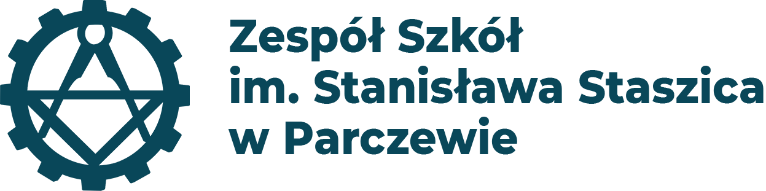 Zespół Szkół
im. Stanisława Staszica
w Parczewie